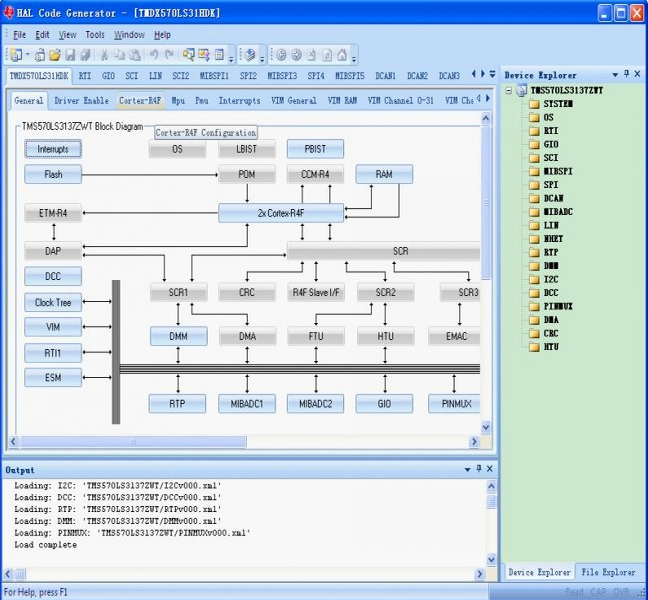 HAL Code Generator - [TMDX570LS31HDK]
File Edit View Tools Window Help
TMDX570LS31HDK RTI GIO SCI LIN SCI2 MIBSPI1 SPI2 MIBSPI3 SPI4 MIBSPI5 DCAN1 DCAN2 DCAN3
General Driver Enable Cortex-R4F Mpu Pmu Interrupts VIM General VIM RAM VIM Channel 0-31 VIM Cha
Cortex-R4F Configuration
TMS570LS3137ZWT Block Diagram
Interrupts OS LBIST PBIST
Flash POM CCM-R4 RAM
ETM-R4 2x Cortex-R4F
DAP SCR
DCC
SCR1 CRC R4F Slave I/F SCR2 SCR3
Clock Tree
VIM
DMM DMA FTU HTU EMAC
RTI1
ESM
RTP MIBADC1 MIBADC2 GIO PINMUX
Output
Loading: I2C: 'TMS570LS3137ZWT/I2Cv000.xml'
Loading: DCC: 'TMS570LS3137ZWT/DCCv000.xml'
Loading: RTP: 'TMS570LS3137ZWT/RTPv000.xml'
Loading: DMM: 'TMS570LS3137ZWT/DMMv000.xml'
Loading: PINMUX: 'TMS570LS3137ZWT/PINMUXv000.xml'
Load complete
Device Explorer
TMS570LS3137ZWT
SYSTEM
OS
RTI
GIO
SCI
MIBSPI
SPI
DCAN
MIBADC
LIN
NHET
RTP
DMM
I2C
DCC
PINMUX
DMA
CRC
HTU
Device Explorer File Explorer
For Help, press F1
Read CAP OVR